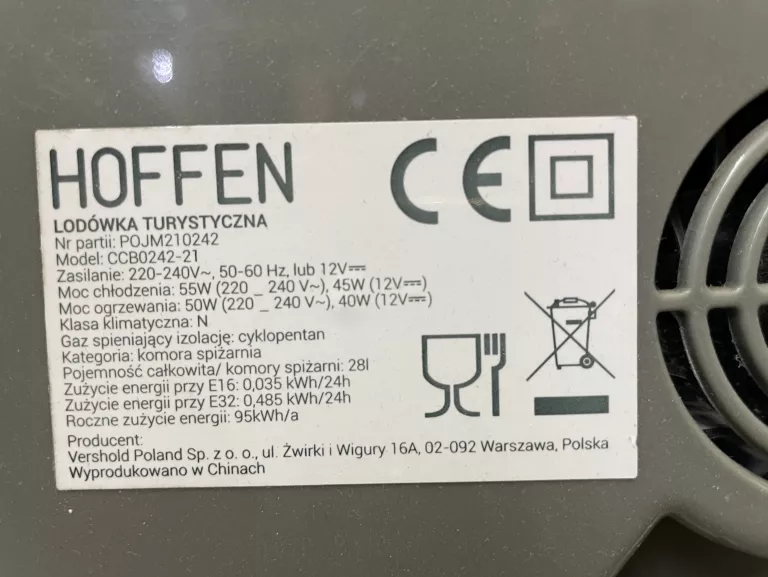 HOFFEN
CE
LODÓWKA TURYSTYCZNA
Nr partii: POJM210242
Model: CCB0242-21
Zasilanie: 220-240V~, 50-60 Hz, lub 12V⎓
Moc chłodzenia: 55W (220 _ 240 V~), 45W (12V⎓)
Moc ogrzewania: 50W (220 _ 240 V~), 40W (12V⎓)
Klasa klimatyczna: N
Gaz spieniający izolację: cyklopentan
Kategoria: komora spiżarnia
Pojemność całkowita/ komory spiżarni: 28l
Zużycie energii przy E16: 0,035 kWh/24h
Zużycie energii przy E32: 0,485 kWh/24h
Roczne zużycie energii: 95kWh/a
Producent:
Vershold Poland Sp. z o. o., ul. Żwirki i Wigury 16A, 02-092 Warszawa, Polska
Wyprodukowano w Chinach